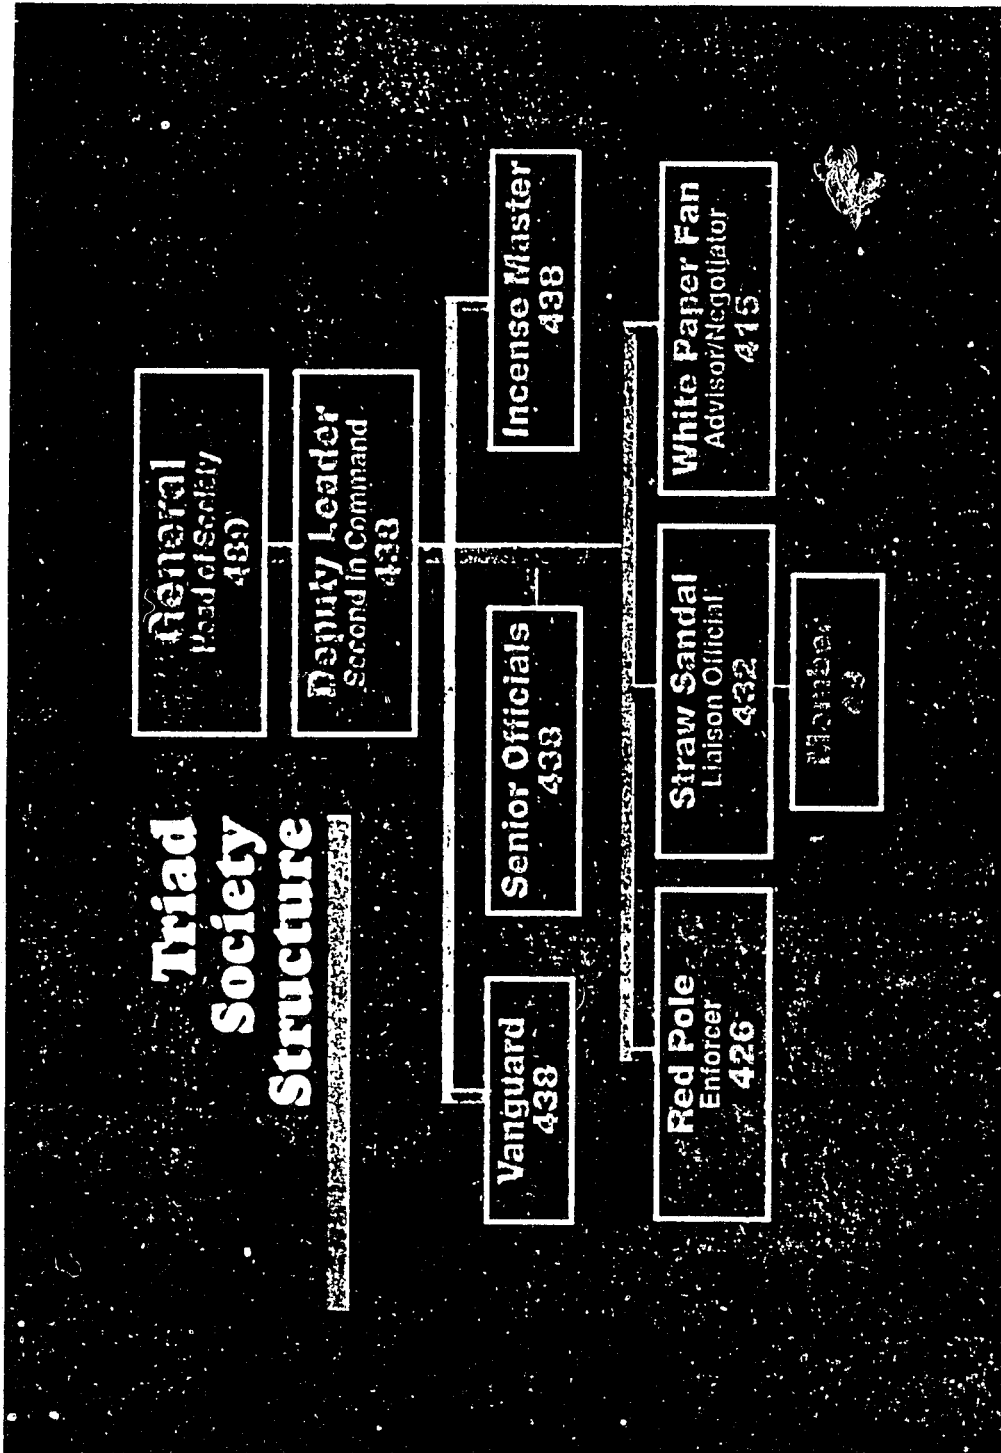 Triad
Society
Structure
General
Head of Society
489
Deputy Leader
Second in Command
438
Vanguard
438
Senior Officials
438
Incense Master
438
Red Pole
Enforcer
426
Straw Sandal
Liaison Official
432
White Paper Fan
Advisor/Negotiator
415
Member